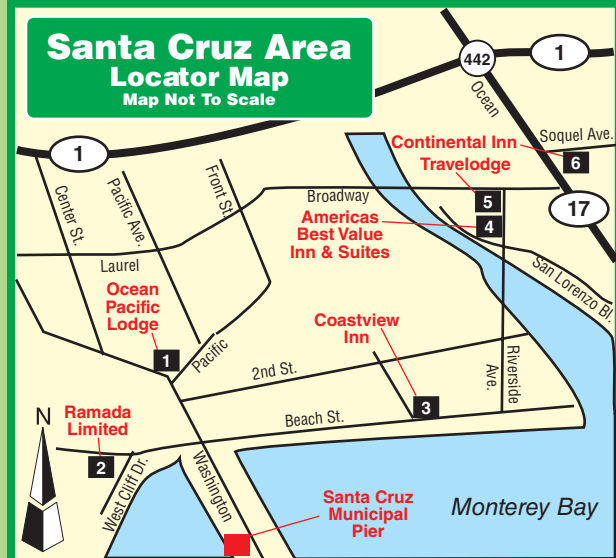 Santa Cruz Area
Locator Map
Map Not To Scale
442
1
Ocean
Continental Inn
Soquel Ave.
Travelodge
6
1
Center St.
Pacific Ave.
Front St.
Broadway
5
17
Americas
Best Value
Inn & Suites
4
Laurel
San Lorenzo Bl.
Ocean
Pacific
Lodge
1
Pacific
Coastview
Inn
2nd St.
Riverside
Ave.
3
Beach St.
N
Ramada
Limited
2
West Cliff Dr.
Washington
Santa Cruz
Municipal
Pier
Monterey Bay